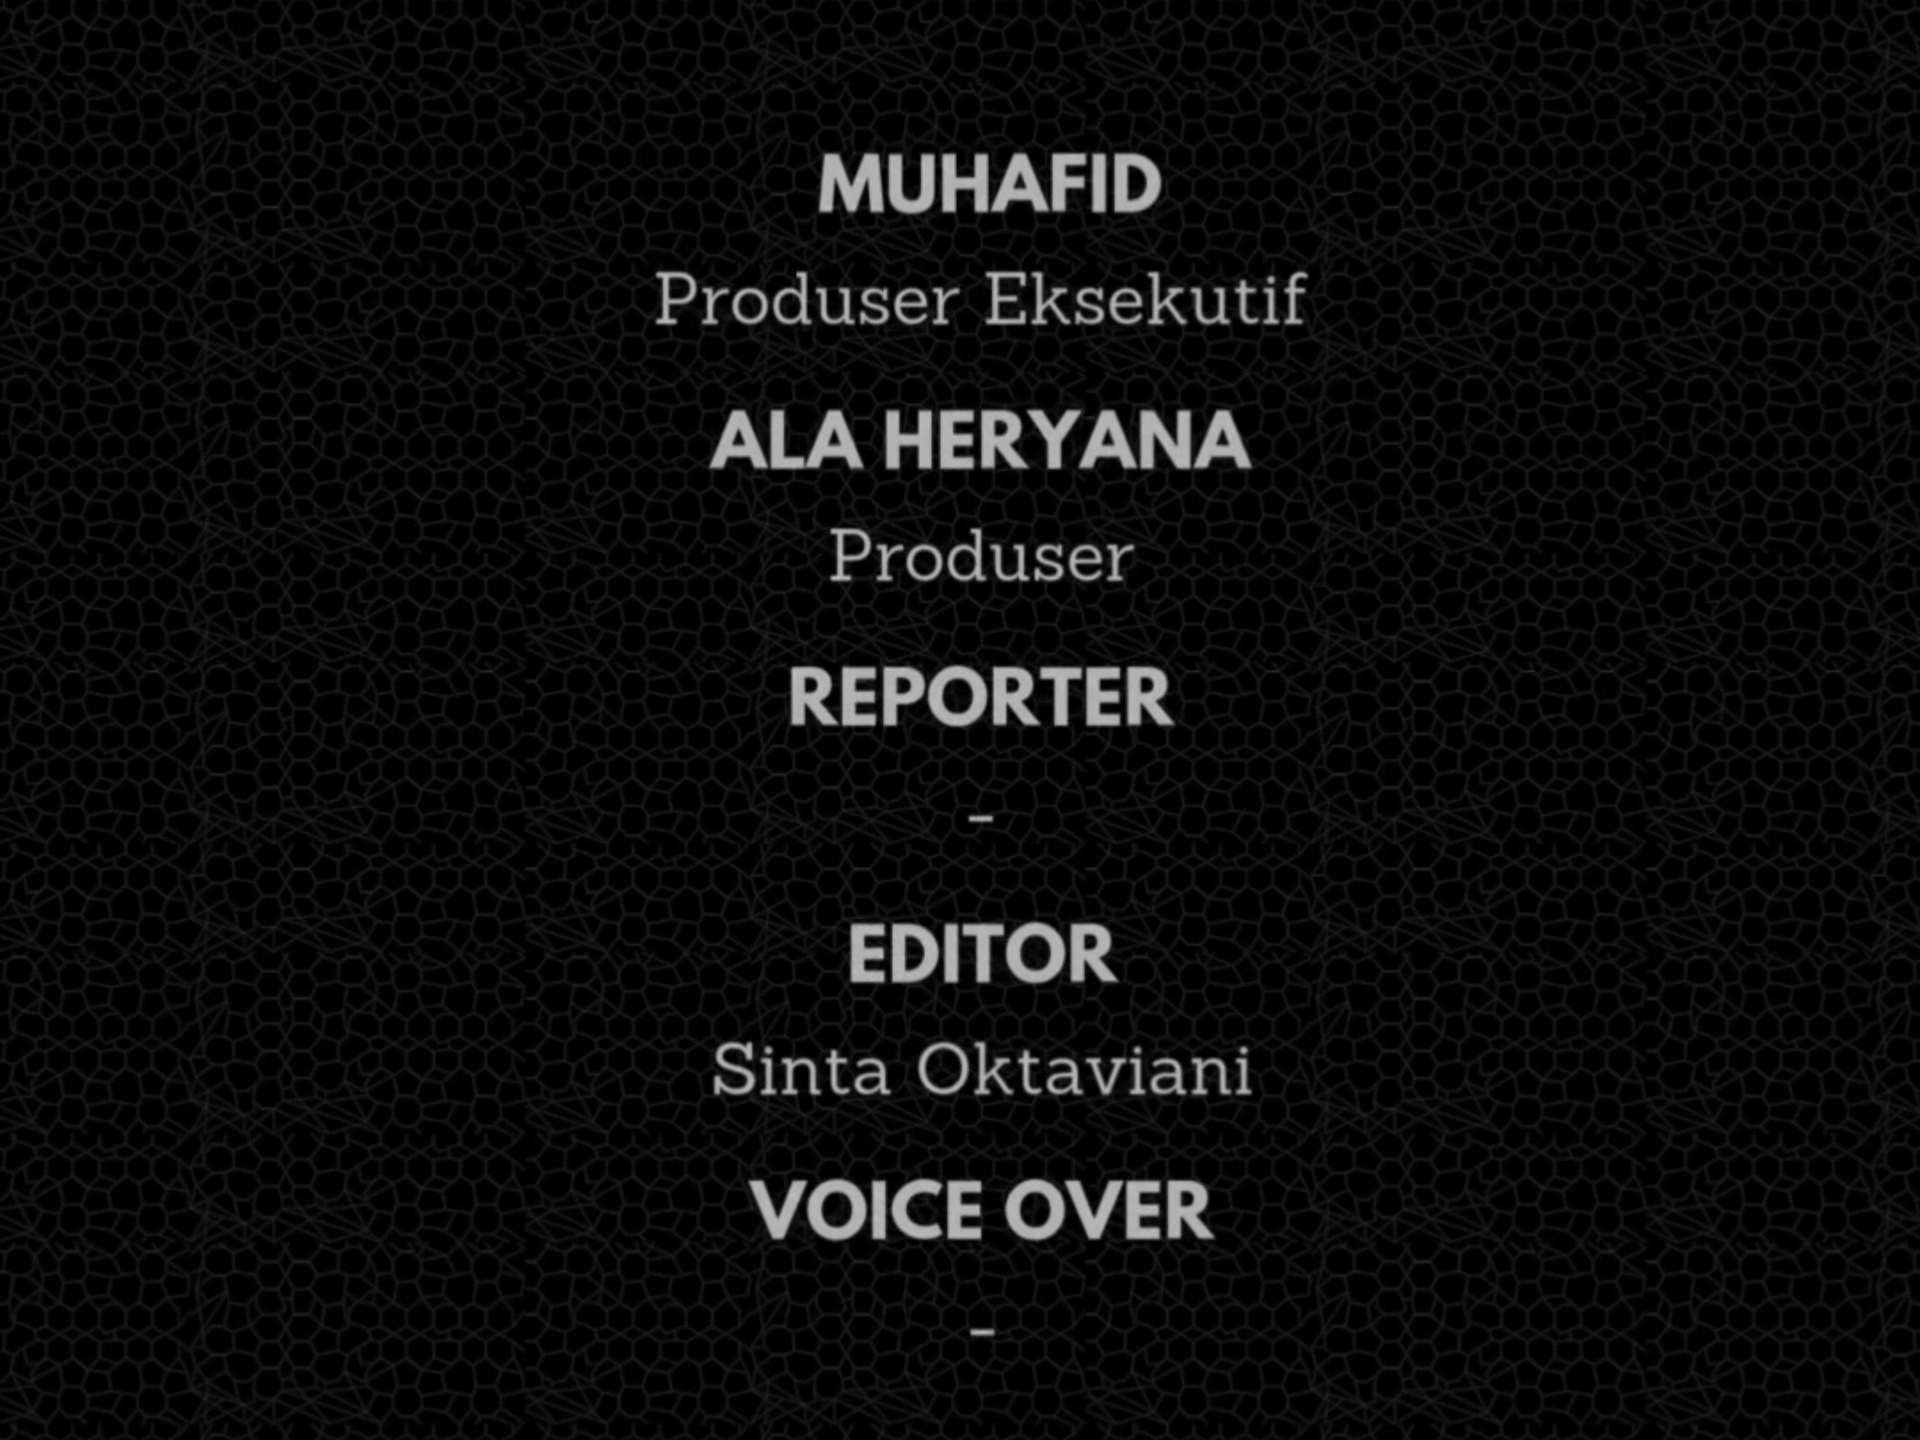 MUHAFID
Produser Eksekutif
ALA HERYANA
Produser
REPORTER
-
EDITOR
Sinta Oktaviani
VOICE OVER
-